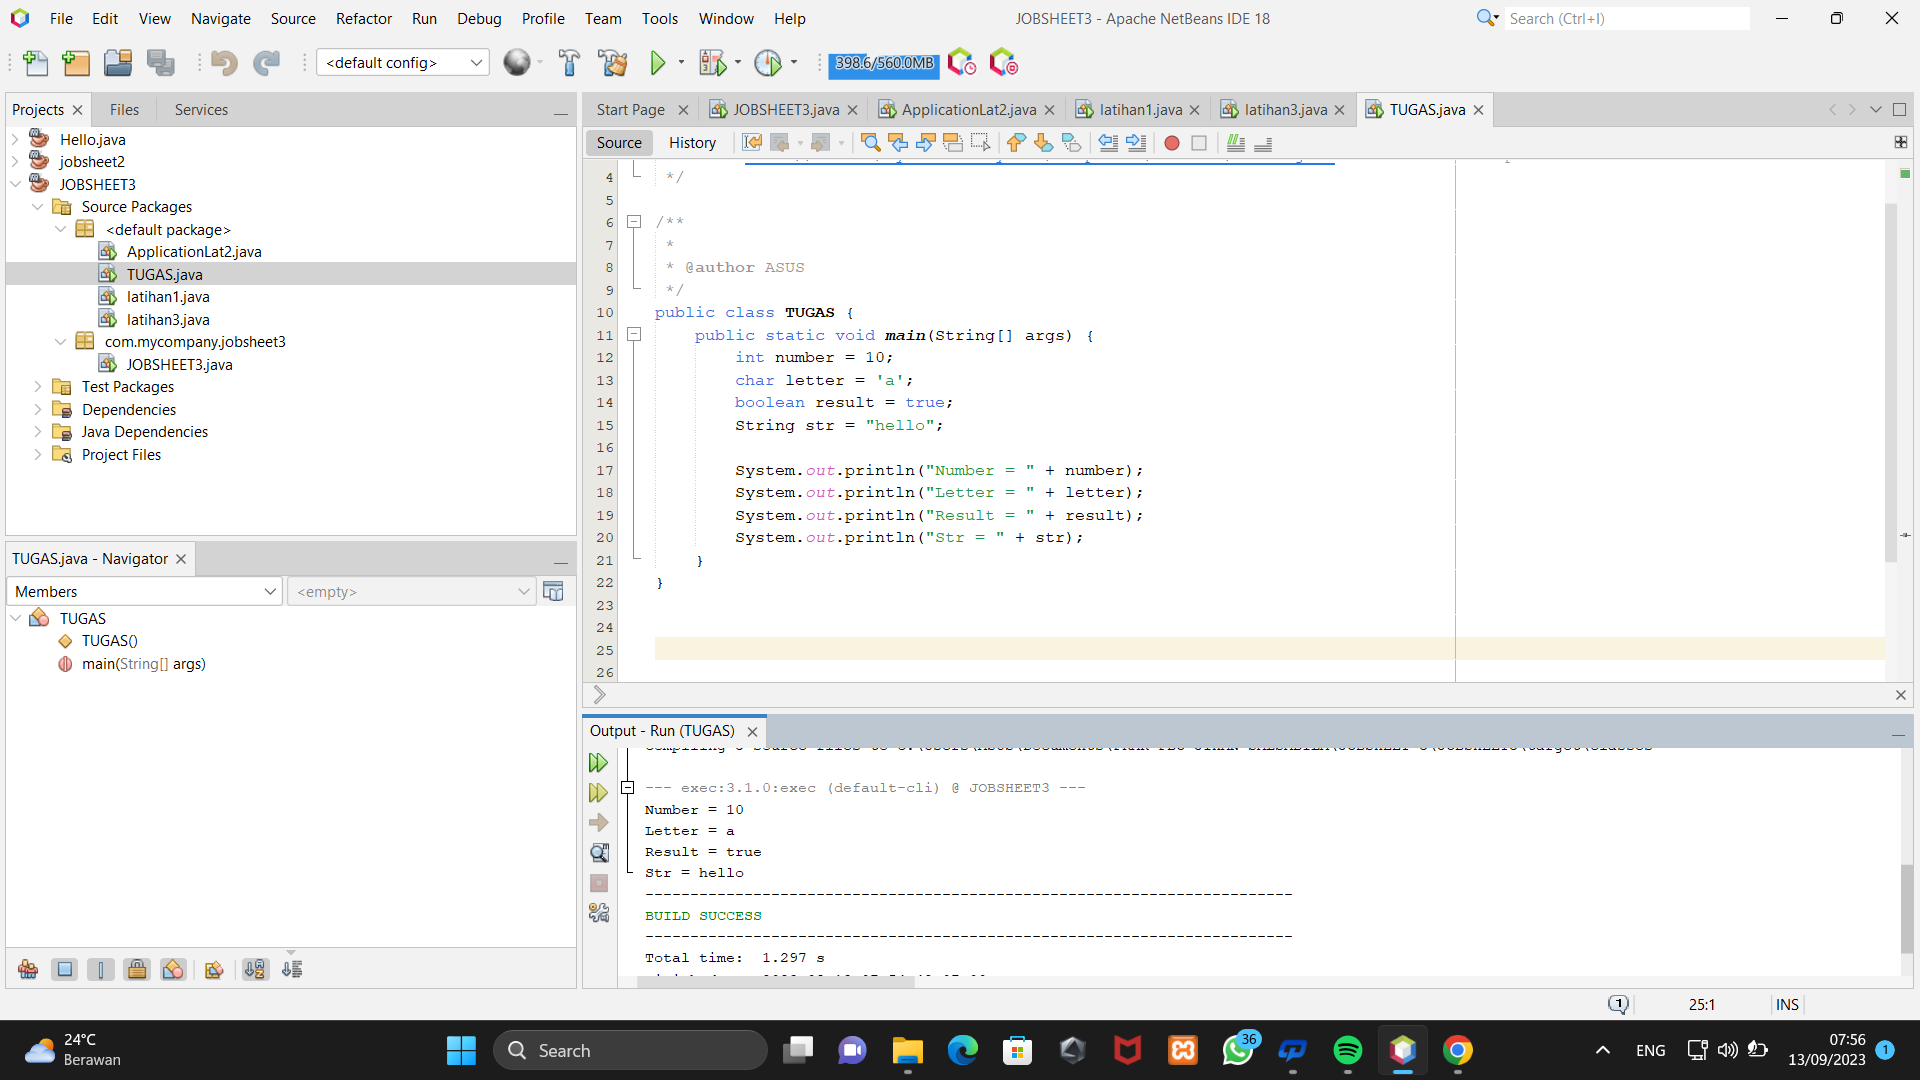 File Edit View Navigate Source Refactor Run Debug Profile Team Tools Window Help
JOBSHEET3 - Apache NetBeans IDE 18
Search (Ctrl+I)
<default config>
398.6/560.0MB
Projects Files Services
Hello.java
jobsheet2
JOBSHEET3
Source Packages
<default package>
ApplicationLat2.java
TUGAS.java
latihan1.java
latihan3.java
com.mycompany.jobsheet3
JOBSHEET3.java
Test Packages
Dependencies
Java Dependencies
Project Files
TUGAS.java - Navigator
Members
<empty>
TUGAS
TUGAS()
main(String[] args)
Start Page JOBSHEET3.java ApplicationLat2.java latihan1.java latihan3.java TUGAS.java
Source History
4 */
5
6 /**
7 *
8 * @author ASUS
9 */
10 public class TUGAS {
11 public static void main(String[] args) {
12 int number = 10;
13 char letter = 'a';
14 boolean result = true;
15 String str = "hello";
16
17 System.out.println("Number = " + number);
18 System.out.println("Letter = " + letter);
19 System.out.println("Result = " + result);
20 System.out.println("Str = " + str);
21 }
22 }
23
24
25
26
Output - Run (TUGAS)
--- exec:3.1.0:exec (default-cli) @ JOBSHEET3 ---
Number = 10
Letter = a
Result = true
Str = hello
------------------------------------------------------------------------
BUILD SUCCESS
------------------------------------------------------------------------
Total time: 1.297 s
1
25:1
INS
24°C
Berawan
Search
36
ENG
07:56
13/09/2023
1